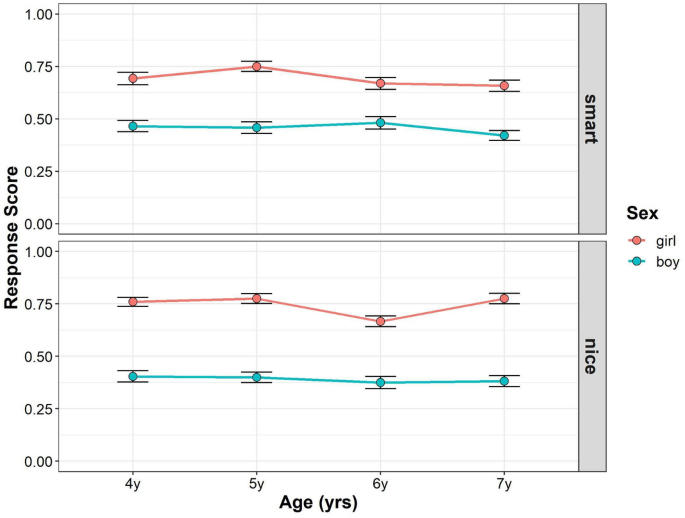 1.00
0.75
0.50
0.25
0.00
smart
1.00
0.75
0.50
0.25
0.00
nice
Response Score
4y 5y 6y 7y
Age (yrs)
Sex
girl
boy